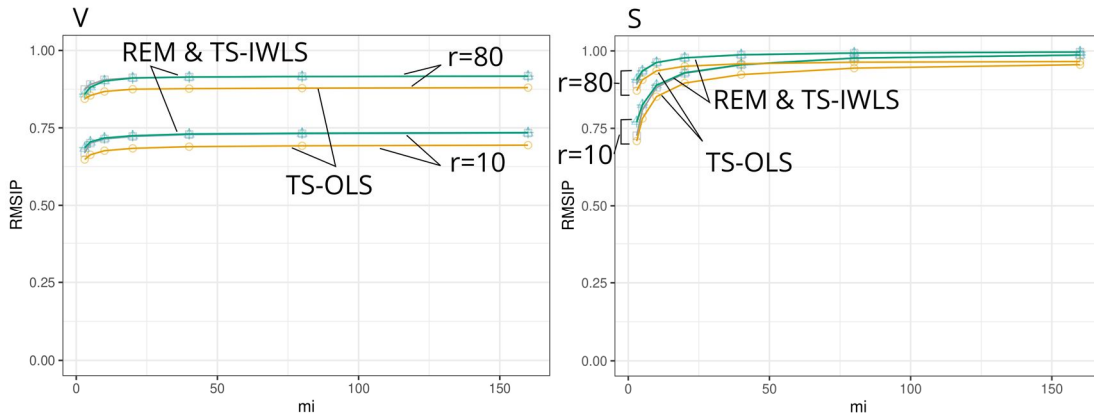 V
1.00
0.75
0.50
0.25
0.00
RMSIP
REM & TS-IWLS
r=80
r=10
TS-OLS
0
50
100
150
mi
S
1.00
0.75
0.50
0.25
0.00
RMSIP
r=80
r=10
REM & TS-IWLS
TS-OLS
0
50
100
150
mi